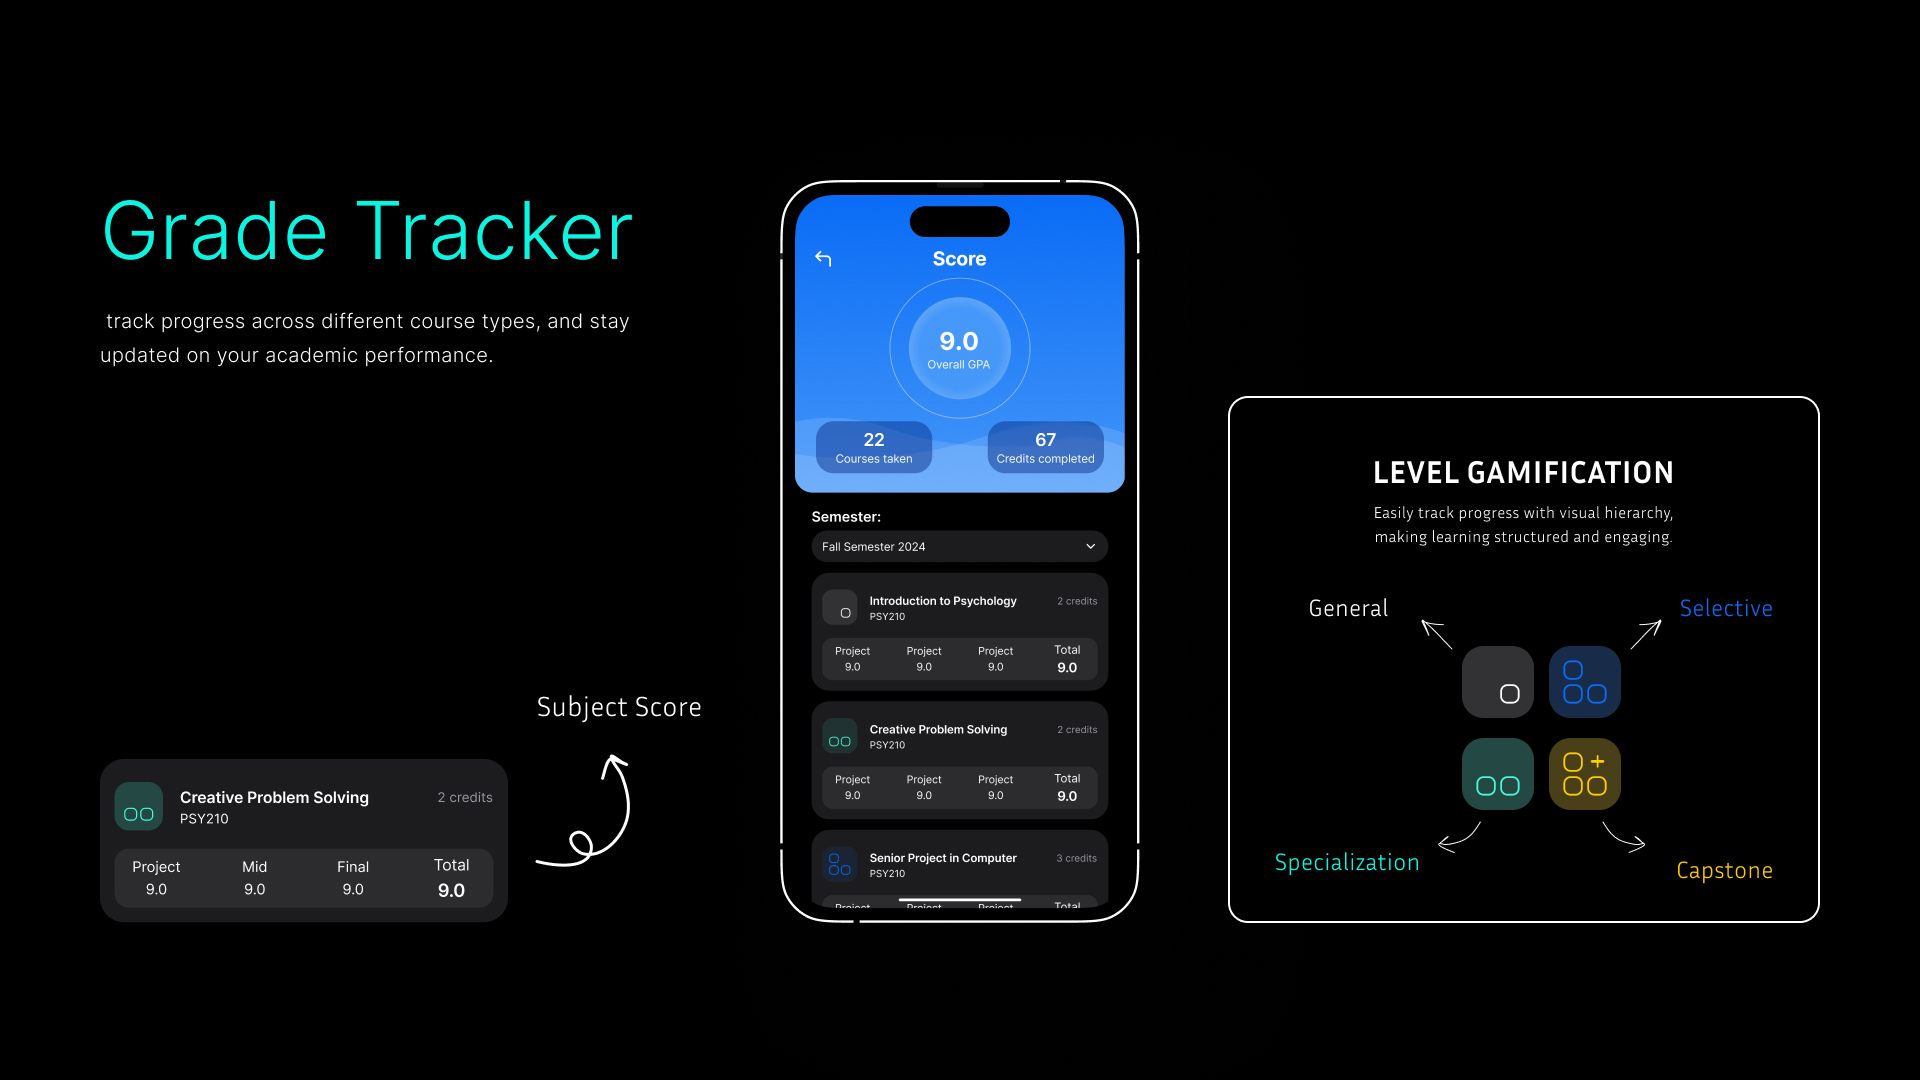 Grade Tracker
track progress across different course types, and stay
updated on your academic performance.
Subject Score
Creative Problem Solving 2 credits
PSY210
Project Mid Final Total
9.0 9.0 9.0 9.0
Score
9.0
Overall GPA
22 67
Courses taken Credits completed
Semester:
Fall Semester 2024
Introduction to Psychology 2 credits
PSY210
Project Project Project Total
9.0 9.0 9.0 9.0
Creative Problem Solving 2 credits
PSY210
Project Project Project Total
9.0 9.0 9.0 9.0
Senior Project in Computer 3 credits
PSY210
Project Project Project Total
LEVEL GAMIFICATION
Easily track progress with visual hierarchy,
making learning structured and engaging.
General Selective
Specialization Capstone